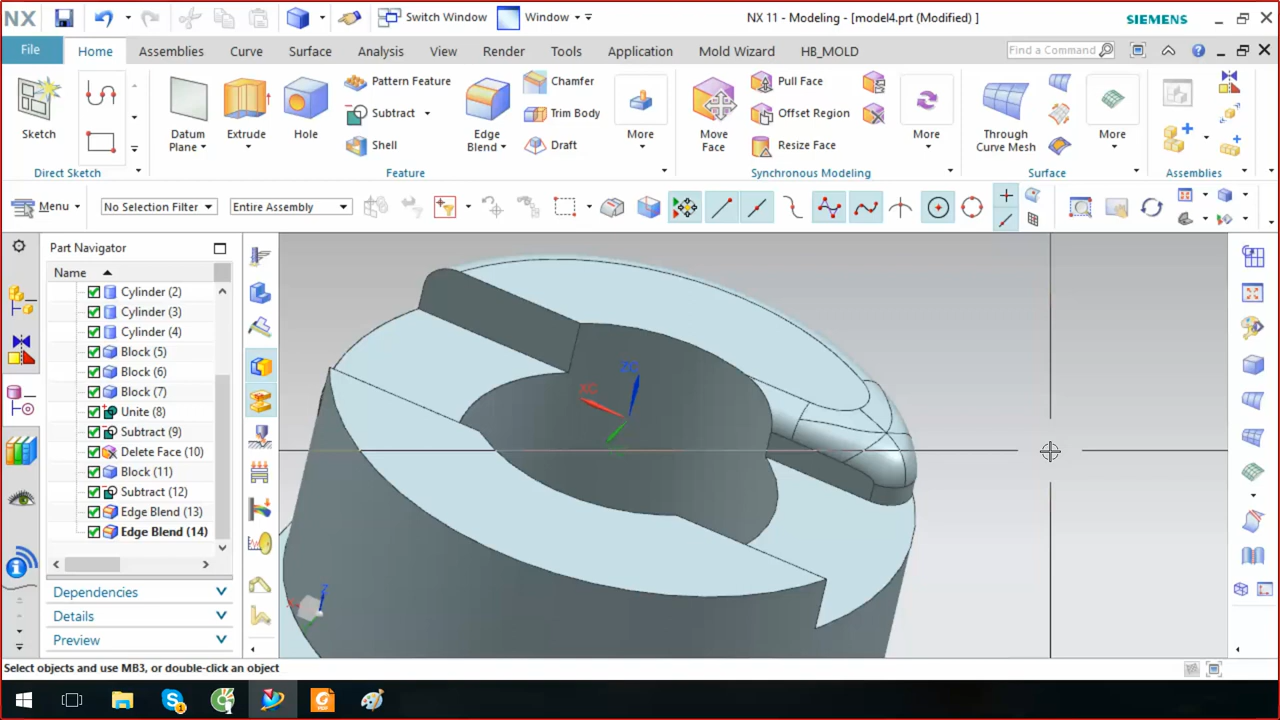 NX
Switch Window
Window
NX 11 - Modeling - [model4.prt (Modified) ]
SIEMENS
File
Home
Assemblies
Curve
Surface
Analysis
View
Render
Tools
Application
Mold Wizard
HB_MOLD
Find a Command
Sketch
Datum
Plane
Extrude
Hole
Pattern Feature
Subtract
Shell
Edge
Blend
Chamfer
Trim Body
Draft
More
Move
Face
Pull Face
Offset Region
Resize Face
More
Through
Curve Mesh
More
Direct Sketch
Feature
Synchronous Modeling
Surface
Assemblies
Menu
No Selection Filter
Entire Assembly
Part Navigator
Name
Cylinder (2)
Cylinder (3)
Cylinder (4)
Block (5)
Block (6)
Block (7)
Unite (8)
Subtract (9)
Delete Face (10)
Block (11)
Subtract (12)
Edge Blend (13)
Edge Blend (14)
Dependencies
Details
Preview
XC
ZC
Z
Select objects and use MB3, or double-click an object